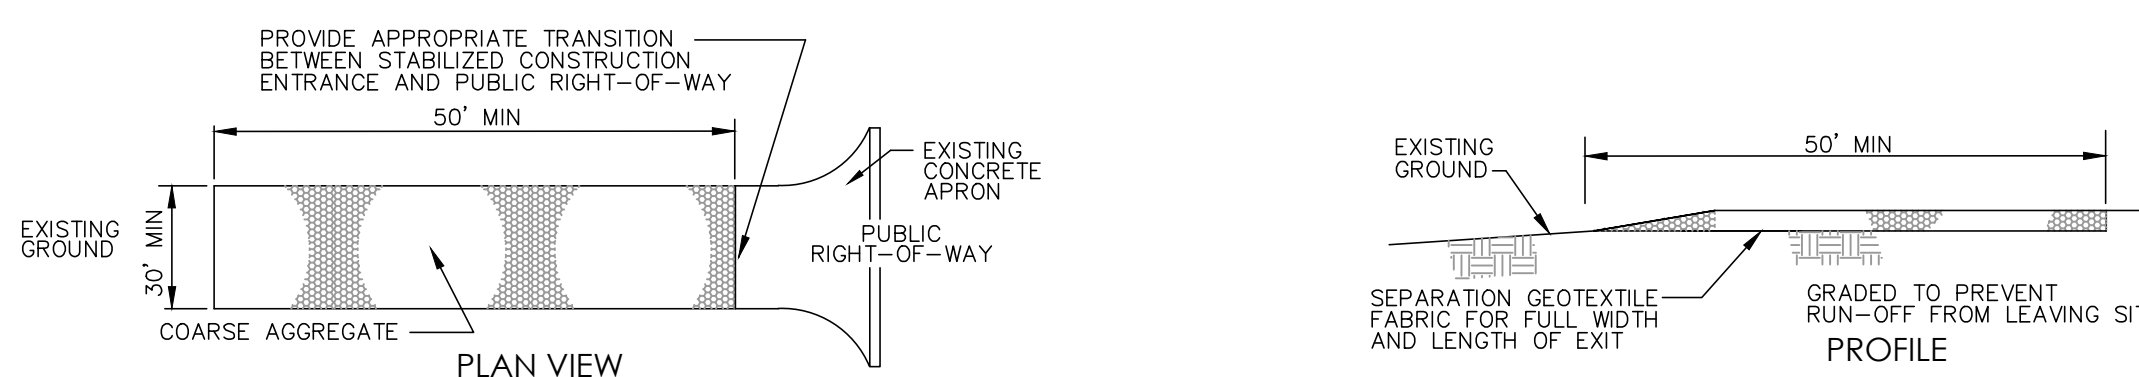 PROVIDE APPROPRIATE TRANSITION
BETWEEN STABILIZED CONSTRUCTION
ENTRANCE AND PUBLIC RIGHT-OF-WAY
50' MIN
EXISTING
CONCRETE
APRON
EXISTING
GROUND
30' MIN
PUBLIC
RIGHT-OF-WAY
COARSE AGGREGATE
PLAN VIEW
EXISTING
GROUND
50' MIN
SEPARATION GEOTEXTILE
FABRIC FOR FULL WIDTH
AND LENGTH OF EXIT
GRADED TO PREVENT
RUN-OFF FROM LEAVING
PROFILE